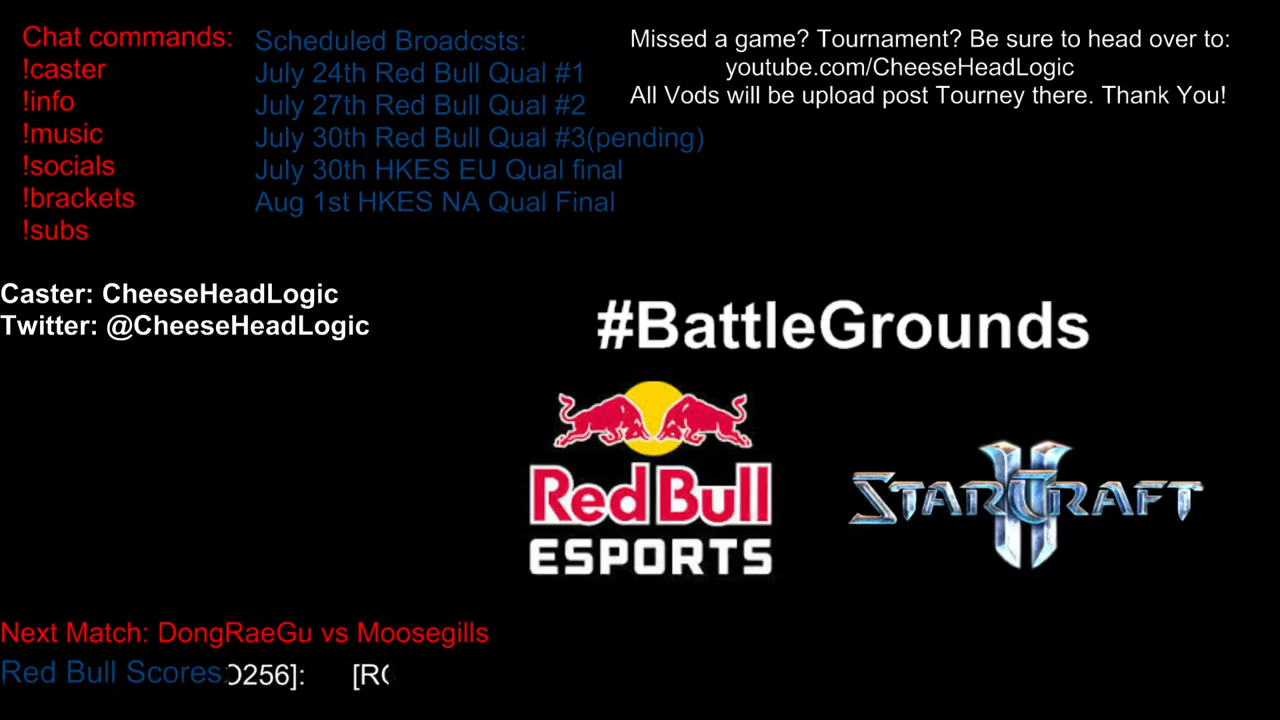 Chat commands:
!caster
!info
!music
!socials
!brackets
!subs
Scheduled Broadcsts:
July 24th Red Bull Qual #1
July 27th Red Bull Qual #2
July 30th Red Bull Qual #3(pending)
July 30th HKES EU Qual final
Aug 1st HKES NA Qual Final
Missed a game? Tournament? Be sure to head over to:
youtube.com/CheeseHeadLogic
All Vods will be upload post Tourney there. Thank You!
Caster: CheeseHeadLogic
Twitter: @CheeseHeadLogic
#BattleGrounds
Red Bull
ESPORTS
STARCRAFT
II
Next Match: DongRaeGu vs Moosegills
Red Bull Scores: O256]: [RO